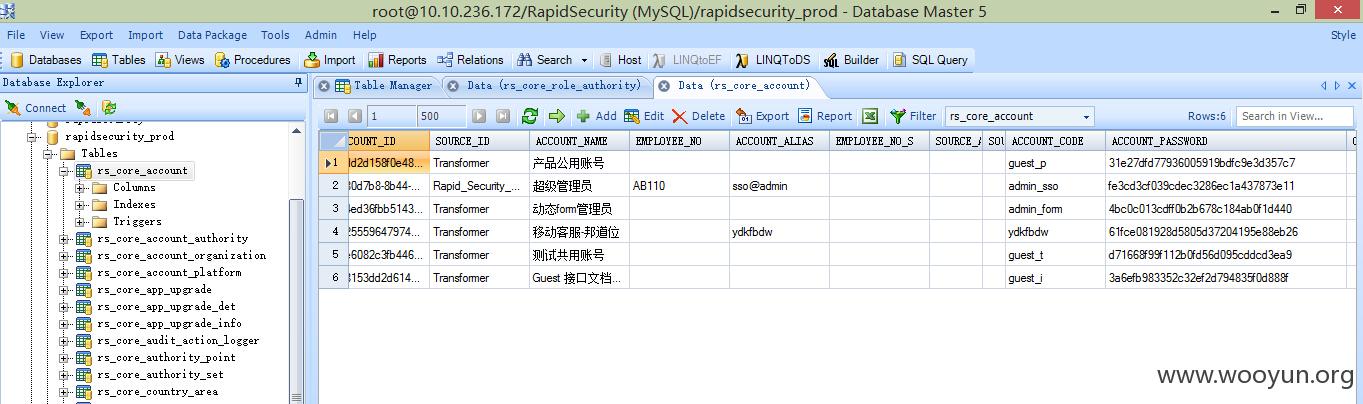 root@10.10.236.172/RapidSecurity (MySQL)/rapidsecurity_prod - Database Master 5
File View Export Import Data Package Tools Admin Help Style
Databases Tables Views Procedures Import Reports Relations Search Host LINQtoEF LINQToDS Builder SQL Query
Database Explorer
Table Manager Data (rs_core_role_authority) Data (rs_core_account)
Connect
1 500 Add Edit Delete Export Report Filter rs_core_account Rows:6 Search in View...
rapidsecurity_prod
Tables
rs_core_account
Columns
Indexes
Triggers
rs_core_account_authority
rs_core_account_organization
rs_core_account_platform
rs_core_app_upgrade
rs_core_app_upgrade_det
rs_core_app_upgrade_info
rs_core_audit_action_logger
rs_core_authority_point
rs_core_authority_set
rs_core_country_area
COUNT_ID SOURCE_ID ACCOUNT_NAME EMPLOYEE_NO ACCOUNT_ALIAS EMPLOYEE_NO_S SOURCE_A SOU ACCOUNT_CODE ACCOUNT_PASSWORD
1 dd2d158f0e48... Transformer 产品公用账号 guest_p 31e27dfd77936005919bdfc9e3d357c7
2 80d7b8-8b44-... Rapid_Security_... 超级管理员 AB110 sso@admin admin_sso fe3cd3cf039cdec3286ec1a437873e11
3 8ed36fbb5143... Transformer 动态form管理员 admin_form 4bc0c013cdff0b2b678c184ab0f1d440
4 25559647974... Transformer 移动客服-邦道位 ydkfbdw ydkfbdw 61fce081928d5805d37204195e88eb26
5 e6082c3fb446... Transformer 测试共用账号 guest_t d71668f99f112b0fd56d095cddcd3ea9
6 3153dd2d614... Transformer Guest 接口文档... guest_i 3a6efb983352c32ef2d794835f0d888f
www.wooyun.org